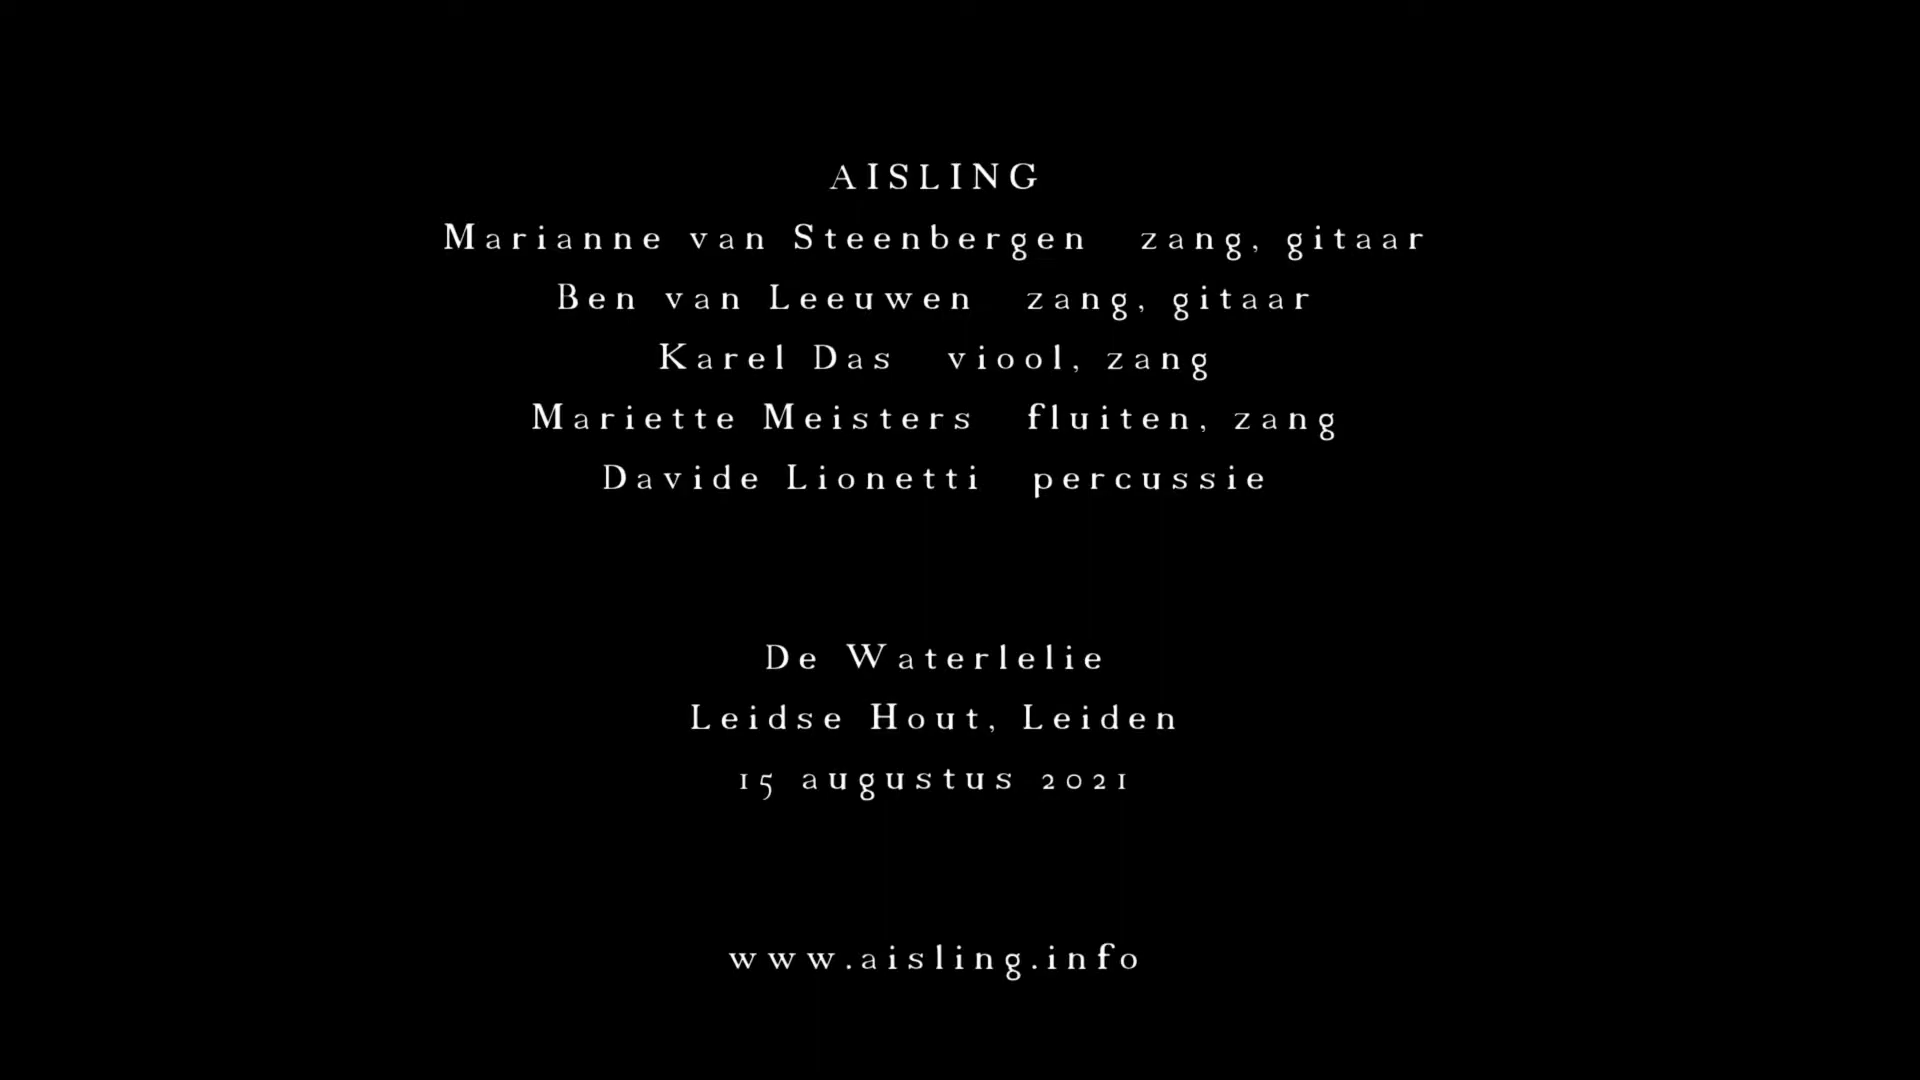 AISLING
Marianne van Steenbergen zang, gitaar
Ben van Leeuwen zang, gitaar
Karel Das viool, zang
Mariette Meisters fluiten, zang
Davide Lionetti percussie
De Waterlelie
Leidse Hout, Leiden
15 augustus 2021
www.aisling.info